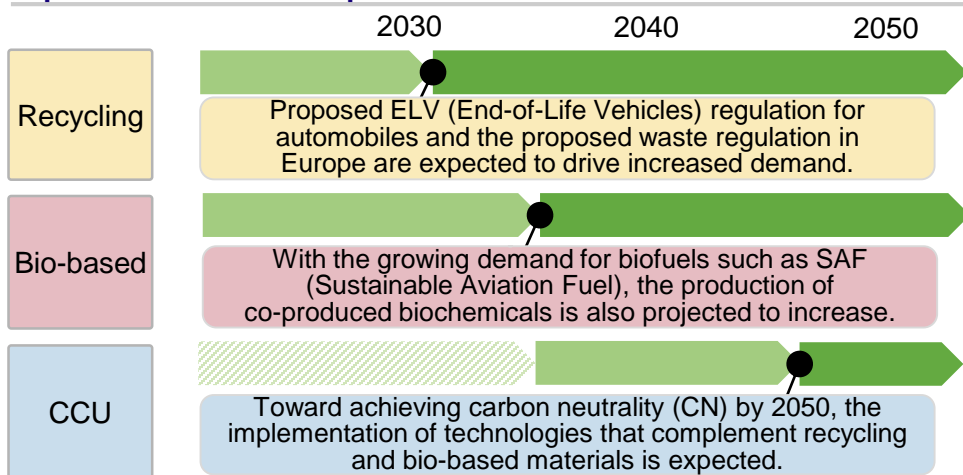 2030 2040 2050
Recycling
Proposed ELV (End-of-Life Vehicles) regulation for
automobiles and the proposed waste regulation in
Europe are expected to drive increased demand.
Bio-based
With the growing demand for biofuels such as SAF
(Sustainable Aviation Fuel), the production of
co-produced biochemicals is also projected to increase.
CCU
Toward achieving carbon neutrality (CN) by 2050, the
implementation of technologies that complement recycling
and bio-based materials is expected.